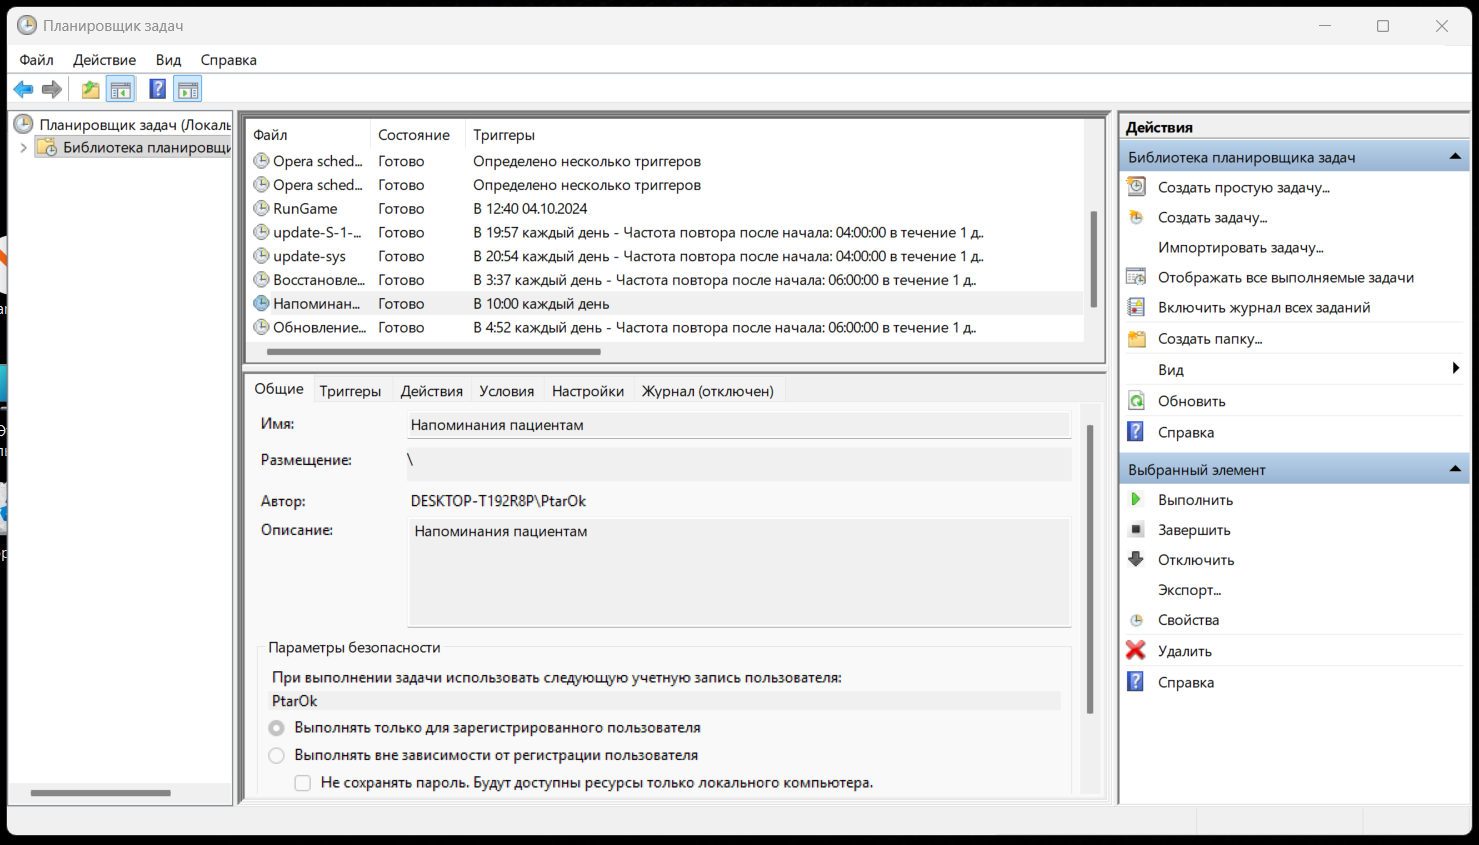 Планировщик задач
Файл Действие Вид Справка
Планировщик задач (Локаль
Библиотека планировщи
Файл Состояние Триггеры
Opera sched... Готово Определено несколько триггеров
Opera sched... Готово Определено несколько триггеров
RunGame Готово В 12:40 04.10.2024
update-S-1-... Готово В 19:57 каждый день - Частота повтора после начала: 04:00:00 в течение 1 д..
update-sys Готово В 20:54 каждый день - Частота повтора после начала: 04:00:00 в течение 1 д..
Восстановле... Готово В 3:37 каждый день - Частота повтора после начала: 06:00:00 в течение 1 д..
Напоминан... Готово В 10:00 каждый день
Обновление... Готово В 4:52 каждый день - Частота повтора после начала: 06:00:00 в течение 1 д..
Общие Триггеры Действия Условия Настройки Журнал (отключен)
Имя: Напоминания пациентам
Размещение: \
Автор: DESKTOP-T192R8P\PtarOk
Описание: Напоминания пациентам
Параметры безопасности
При выполнении задачи использовать следующую учетную запись пользователя:
PtarOk
Выполнять только для зарегистрированного пользователя
Выполнять вне зависимости от регистрации пользователя
Не сохранять пароль. Будут доступны ресурсы только локального компьютера.
Действия
Библиотека планировщика задач
Создать простую задачу...
Создать задачу...
Импортировать задачу...
Отображать все выполняемые задачи
Включить журнал всех заданий
Создать папку...
Вид
Обновить
Справка
Выбранный элемент
Выполнить
Завершить
Отключить
Экспорт...
Свойства
Удалить
Справка